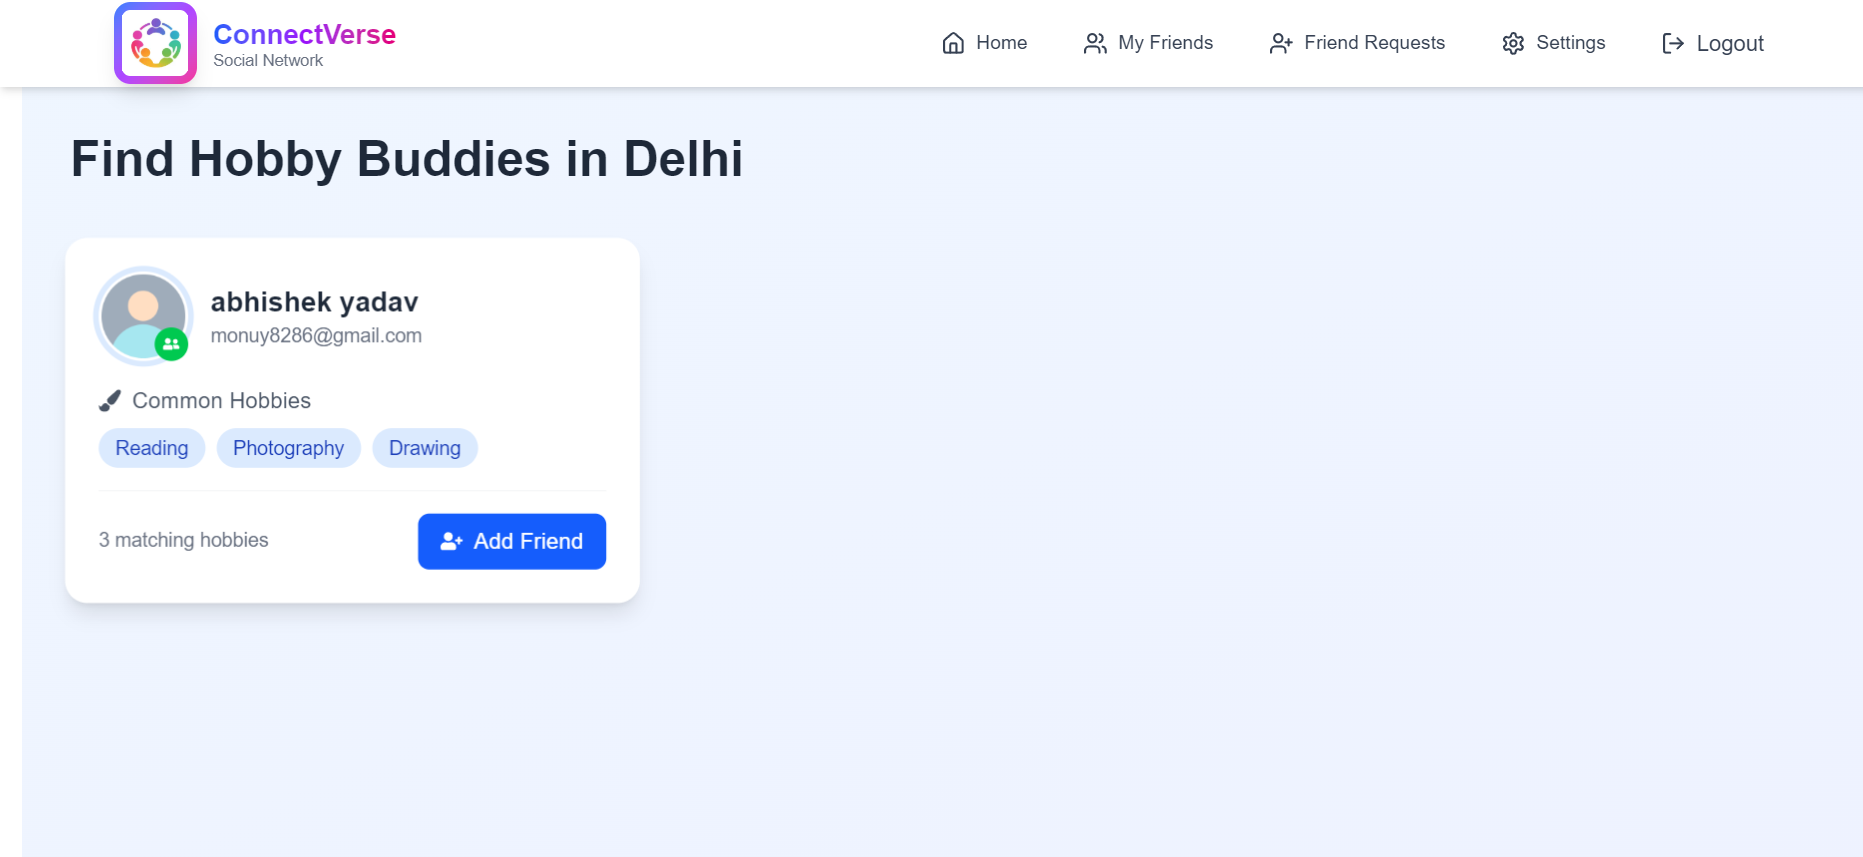 ConnectVerse
Social Network
Home
My Friends
Friend Requests
Settings
Logout
Find Hobby Buddies in Delhi
abhishek yadav
monuy8286@gmail.com
Common Hobbies
Reading
Photography
Drawing
3 matching hobbies
Add Friend